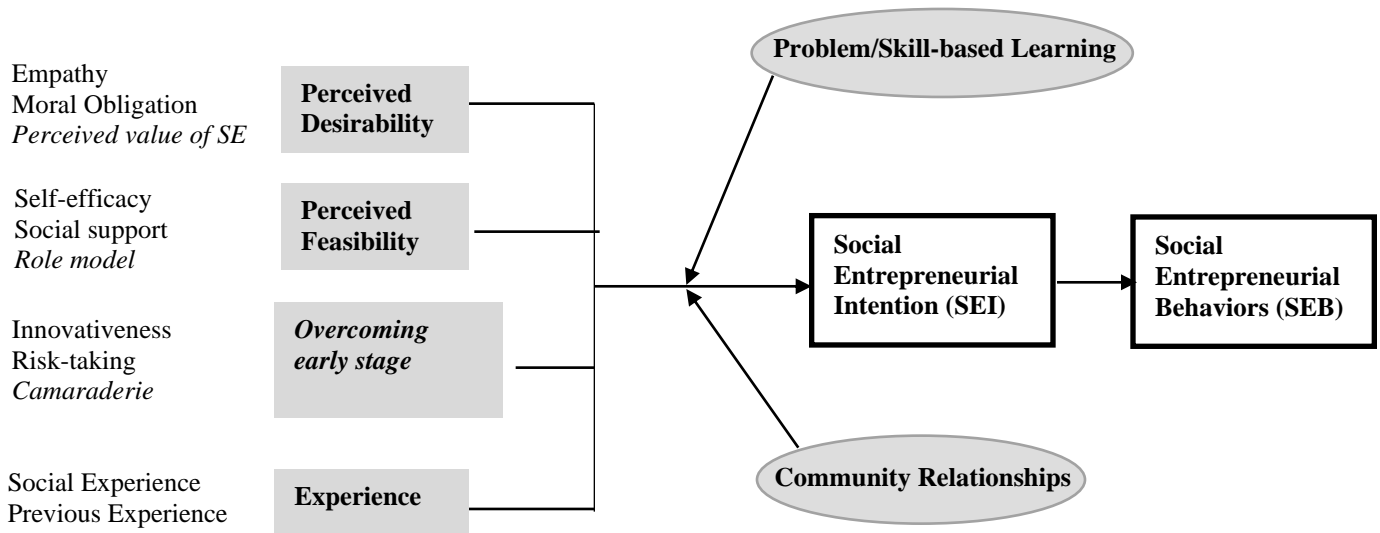 Problem/Skill-based Learning
Empathy
Moral Obligation
Perceived value of SE
Perceived
Desirability
Self-efficacy
Social support
Role model
Perceived
Feasibility
Innovativeness
Risk-taking
Camaraderie
Overcoming
early stage
Social Experience
Previous Experience
Experience
Social
Entrepreneurial
Intention (SEI)
Social
Entrepreneurial
Behaviors (SEB)
Community Relationships